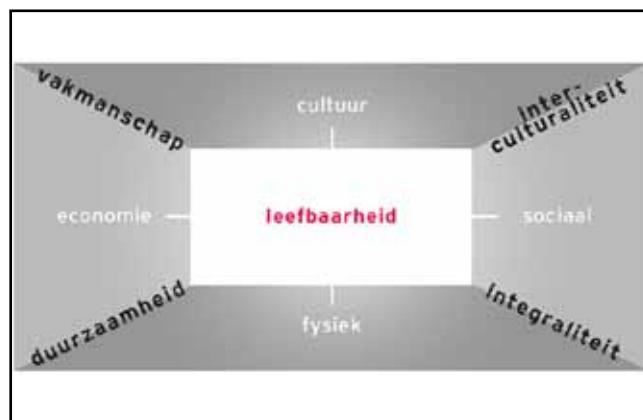 vakmanschap
cultuur
inter-
culturaliteit
economie
leefbaarheid
sociaal
duurzaamheid
fysiek
integraliteit